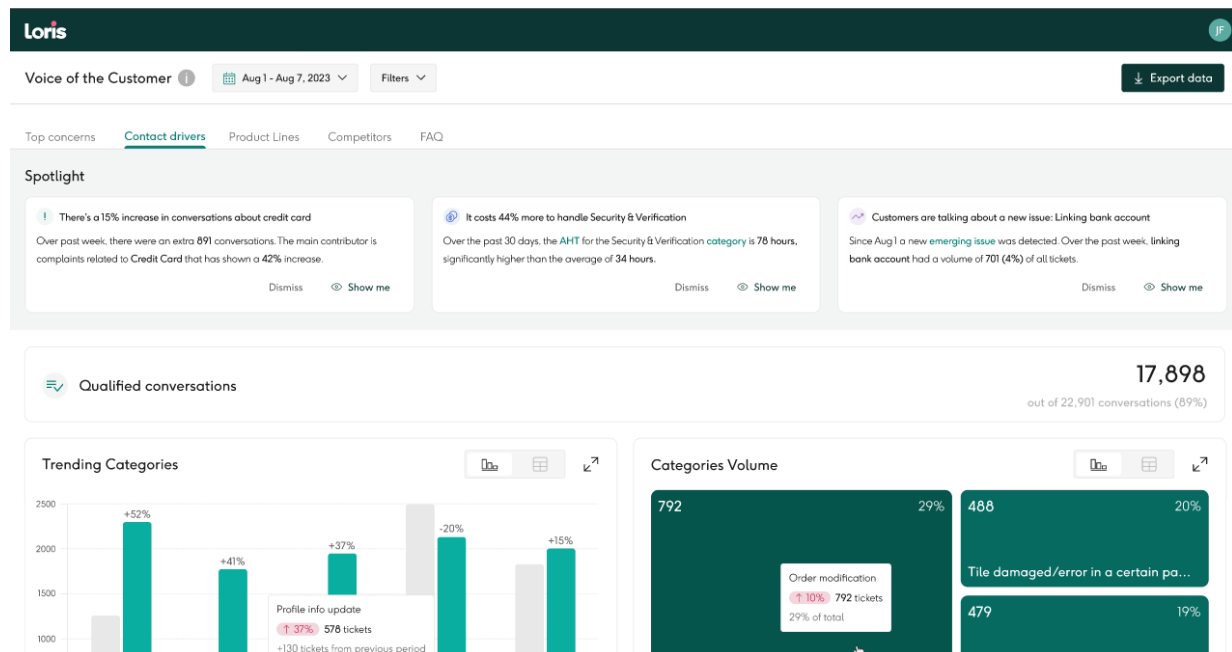 Loris
JF
Voice of the Customer
Aug 1 - Aug 7, 2023
Filters
Export data
Top concerns
Contact drivers
Product Lines
Competitors
FAQ
Spotlight
! There's a 15% increase in conversations about credit card
Over past week, there were an extra 891 conversations. The main contributor is
complaints related to Credit Card that has shown a 42% increase.
Dismiss
Show me
It costs 44% more to handle Security & Verification
Over the past 30 days, the AHT for the Security & Verification category is 78 hours,
significantly higher than the average of 34 hours.
Dismiss
Show me
Customers are talking about a new issue: Linking bank account
Since Aug 1 a new emerging issue was detected. Over the past week, linking
bank account had a volume of 701 (4%) of all tickets.
Dismiss
Show me
Qualified conversations
17,898
out of 22,901 conversations (89%)
Trending Categories
2500
2000
1500
1000
+52%
+41%
+37%
-20%
+15%
Profile info update
↑ 37% 578 tickets
+130 tickets from previous period
Categories Volume
792
29%
Order modification
↑ 10% 792 tickets
29% of total
488
20%
Tile damaged/error in a certain pa...
479
19%